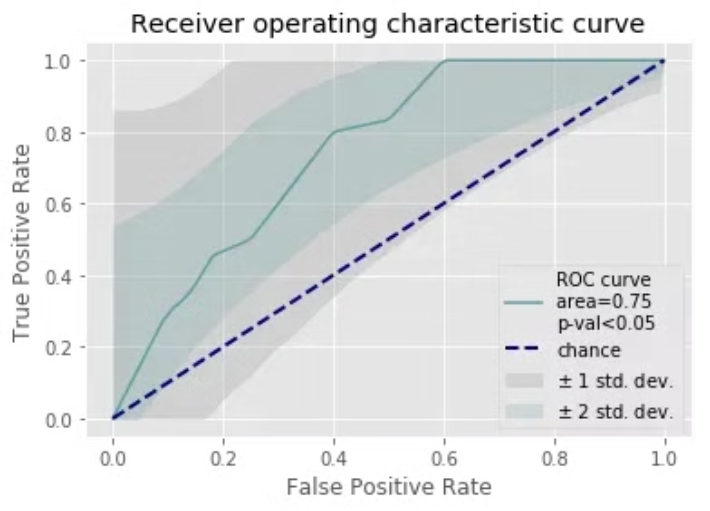 Receiver operating characteristic curve
True Positive Rate
1.0
0.8
0.6
0.4
0.2
0.0
ROC curve
area=0.75
p-val<0.05
chance
± 1 std. dev.
± 2 std. dev.
0.0 0.2 0.4 0.6 0.8 1.0
False Positive Rate